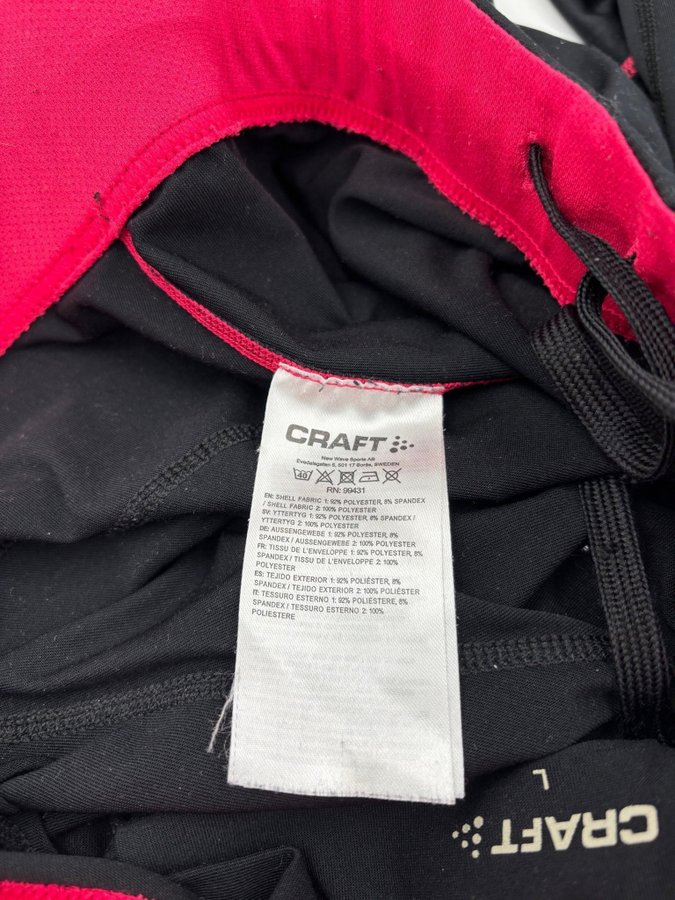 CRAFT
New Wave Sports AB
Evedalsgatan 5, 501 17 Borås, SWEDEN
40
RN: 99431
EN: SHELL FABRIC 1: 92% POLYESTER, 8% SPANDEX
/ SHELL FABRIC 2: 100% POLYESTER
SV: YTTERTYG 1: 92% POLYESTER, 8% SPANDEX /
YTTERTYG 2: 100% POLYESTER
DE: AUSSENGEWEBE 1: 92% POLYESTER, 8%
SPANDEX / AUSSENGEWEBE 2: 100% POLYESTER
FR: TISSU DE L'ENVELOPPE 1: 92% POLYESTER, 8%
SPANDEX / TISSU DE L'ENVELOPPE 2: 100%
POLYESTER
ES: TEJIDO EXTERIOR 1: 92% POLIÉSTER, 8%
SPANDEX / TEJIDO EXTERIOR 2: 100% POLIÉSTER
IT: TESSURO ESTERNO 1: 92% POLIESTERE, 8%
SPANDEX / TESSURO ESTERNO 2: 100%
POLIESTERE
L
CRAFT